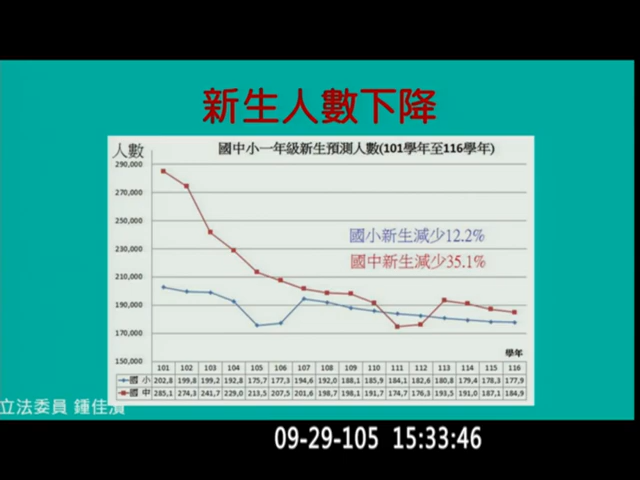 新生人數下降
人數
國中小一年級新生預測人數(101學年至116學年)
290,000
270,000
250,000
230,000
210,000
190,000
170,000
150,000
國小新生減少12.2%
國中新生減少35.1%
學年
101 102 103 104 105 106 107 108 109 110 111 112 113 114 115 116
國 小 202,8 199,8 199,2 192,8 175,7 177,3 194,6 192,0 188,1 185,9 184,1 182,6 180,8 179,4 178,3 177,9
國 中 285,1 274,3 241,7 229,0 213,5 207,5 201,6 198,7 198,1 191,7 174,7 176,3 193,5 191,0 187,1 184,9
立法委員 鍾佳濱
09-29-105 15:33:46